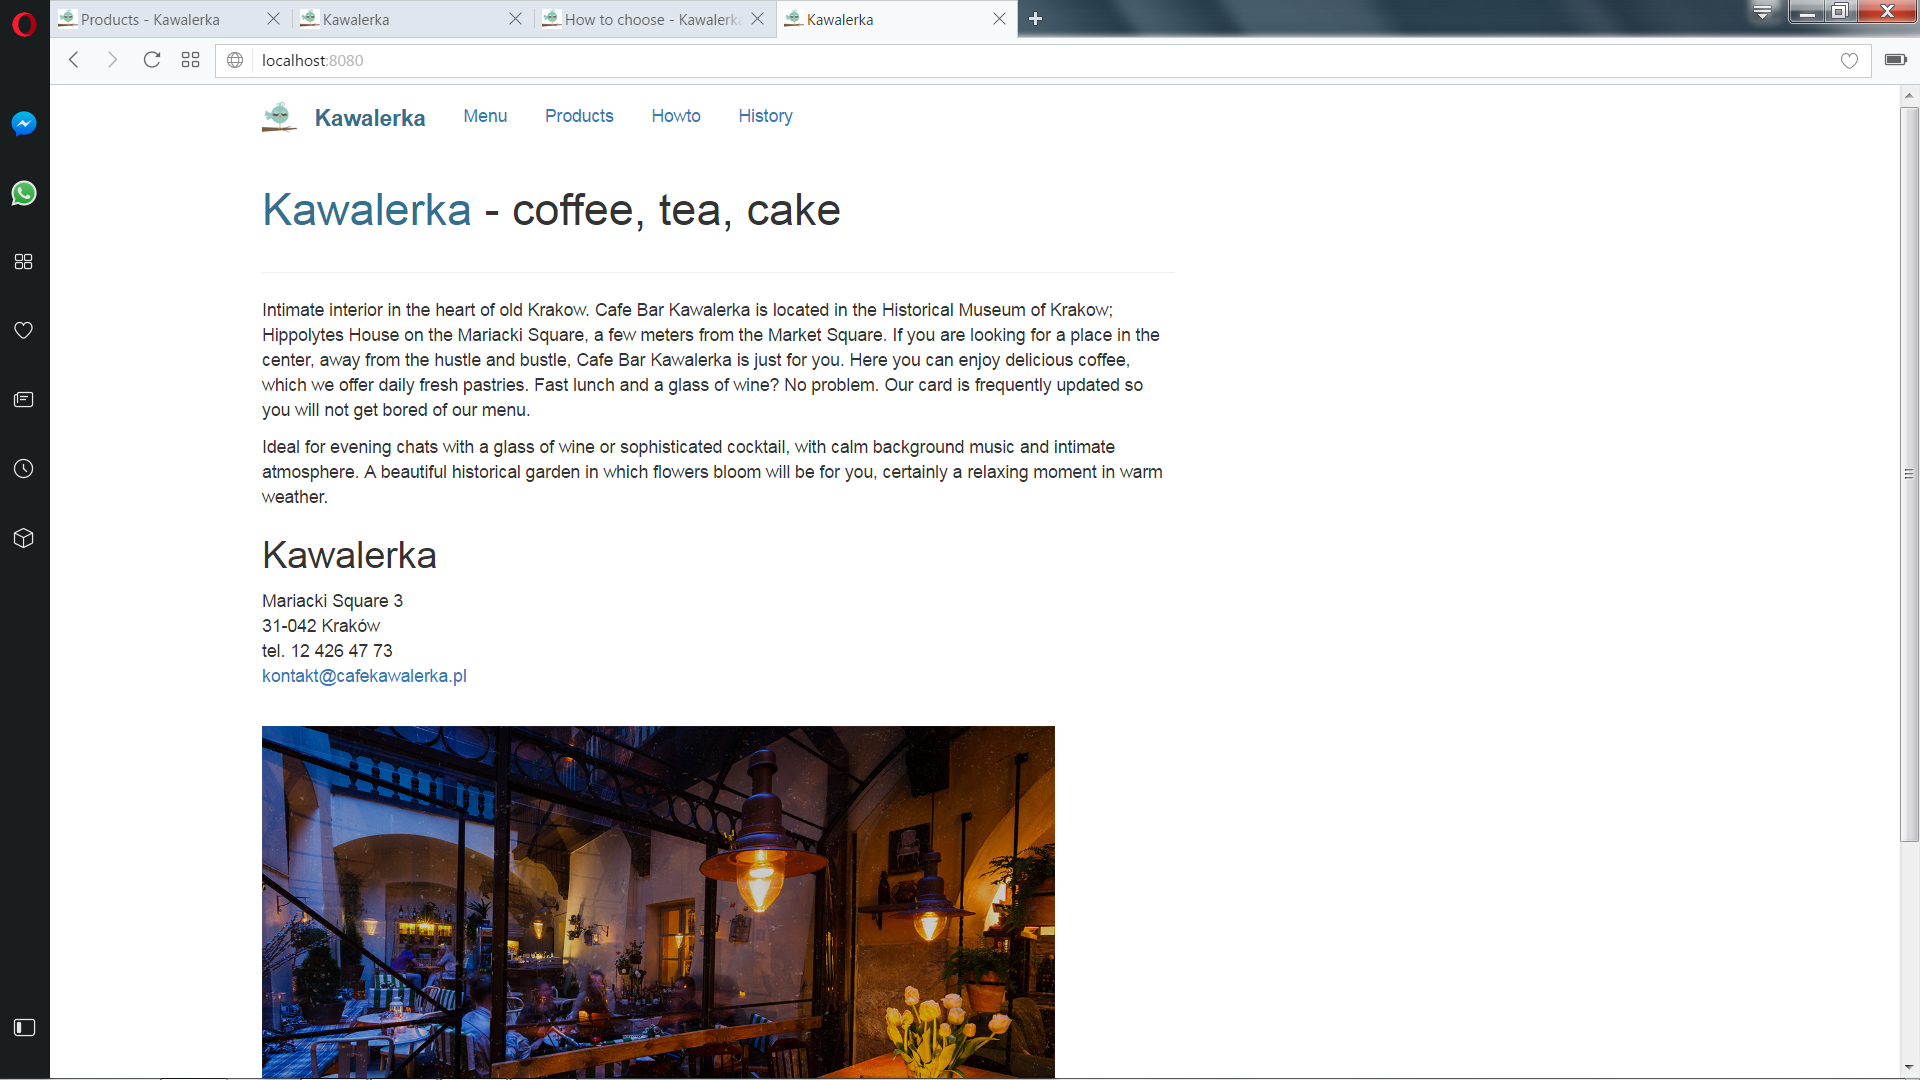 Products - Kawalerka
Kawalerka
How to choose - Kawalerka
Kawalerka
localhost:8080
Kawalerka
Menu
Products
Howto
History
Kawalerka - coffee, tea, cake
Intimate interior in the heart of old Krakow. Cafe Bar Kawalerka is located in the Historical Museum of Krakow;
Hippolytes House on the Mariacki Square, a few meters from the Market Square. If you are looking for a place in the
center, away from the hustle and bustle, Cafe Bar Kawalerka is just for you. Here you can enjoy delicious coffee,
which we offer daily fresh pastries. Fast lunch and a glass of wine? No problem. Our card is frequently updated so
you will not get bored of our menu.
Ideal for evening chats with a glass of wine or sophisticated cocktail, with calm background music and intimate
atmosphere. A beautiful historical garden in which flowers bloom will be for you, certainly a relaxing moment in warm
weather.
Kawalerka
Mariacki Square 3
31-042 Kraków
tel. 12 426 47 73
kontakt@cafekawalerka.pl